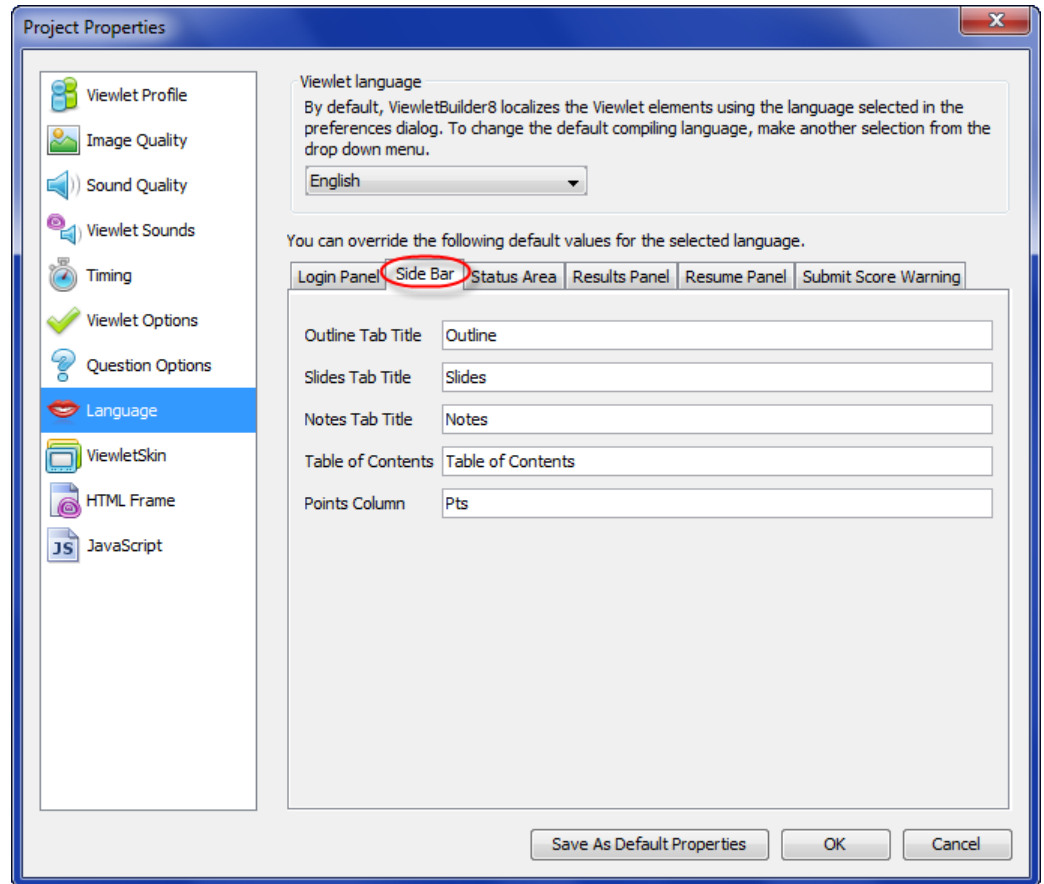 Project Properties
Viewlet Profile
Image Quality
Sound Quality
Viewlet Sounds
Timing
Viewlet Options
Question Options
Language
ViewletSkin
HTML Frame
JS JavaScript
Viewlet language
By default, ViewletBuilder8 localizes the Viewlet elements using the language selected in the
preferences dialog. To change the default compiling language, make another selection from the
drop down menu.
English
You can override the following default values for the selected language.
Login Panel Side Bar Status Area Results Panel Resume Panel Submit Score Warning
Outline Tab Title Outline
Slides Tab Title Slides
Notes Tab Title Notes
Table of Contents Table of Contents
Points Column Pts
Save As Default Properties OK Cancel